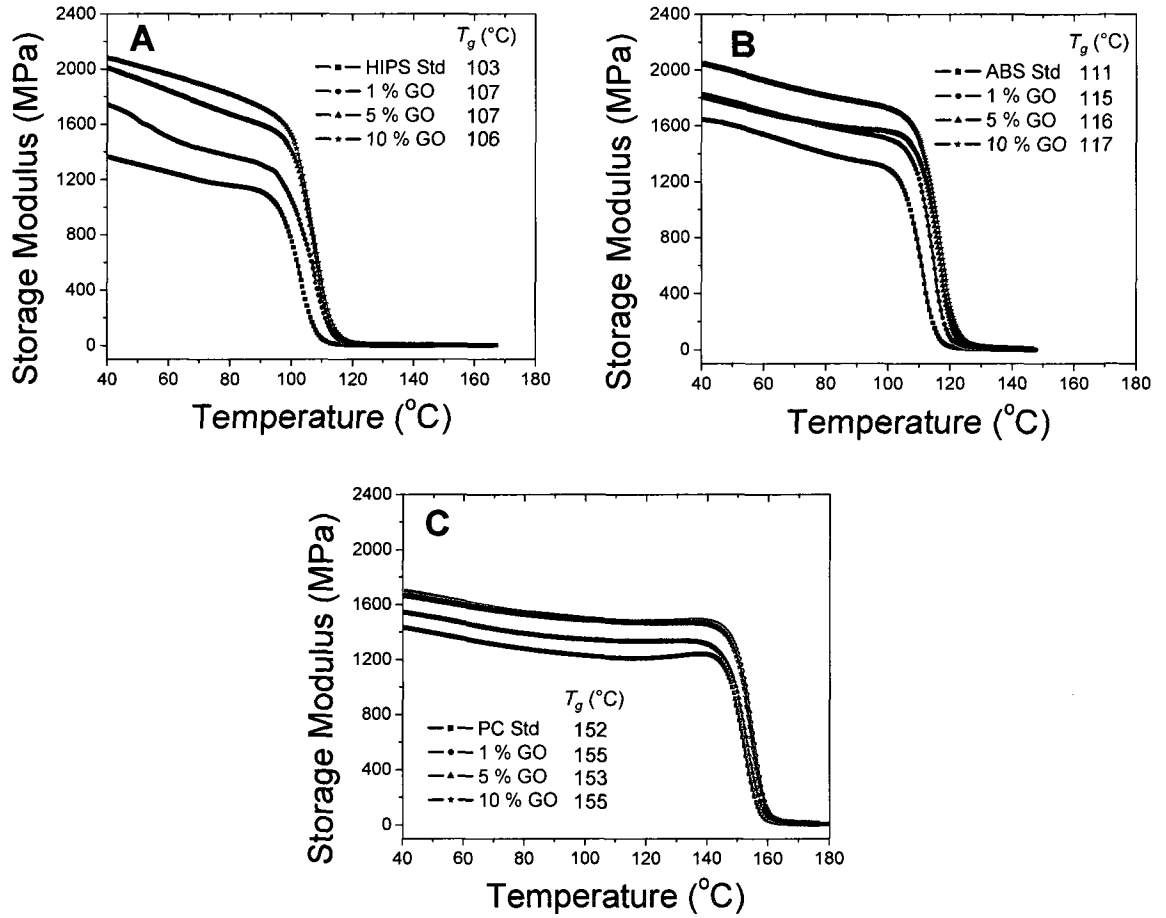 A
Storage Modulus (MPa)
2400
2000
1600
1200
800
400
0
Tg (°C)
HIPS Std 103
1 % GO 107
5 % GO 107
10 % GO 106
40 60 80 100 120 140 160 180
Temperature (°C)
B
Storage Modulus (MPa)
2400
2000
1600
1200
800
400
0
Tg (°C)
ABS Std 111
1 % GO 115
5 % GO 116
10 % GO 117
40 60 80 100 120 140 160 180
Temperature (°C)
C
Storage Modulus (MPa)
2400
2000
1600
1200
800
400
0
Tg (°C)
PC Std 152
1 % GO 155
5 % GO 153
10 % GO 155
40 60 80 100 120 140 160 180
Temperature (°C)